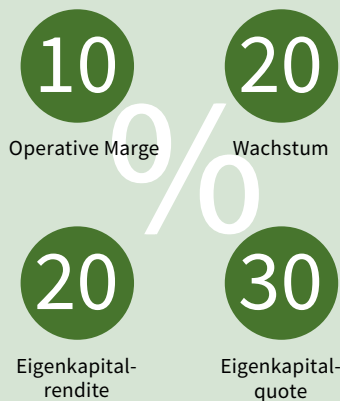 10 20
Operative Marge Wachstum
%
20 30
Eigenkapital- Eigenkapital-
rendite quote